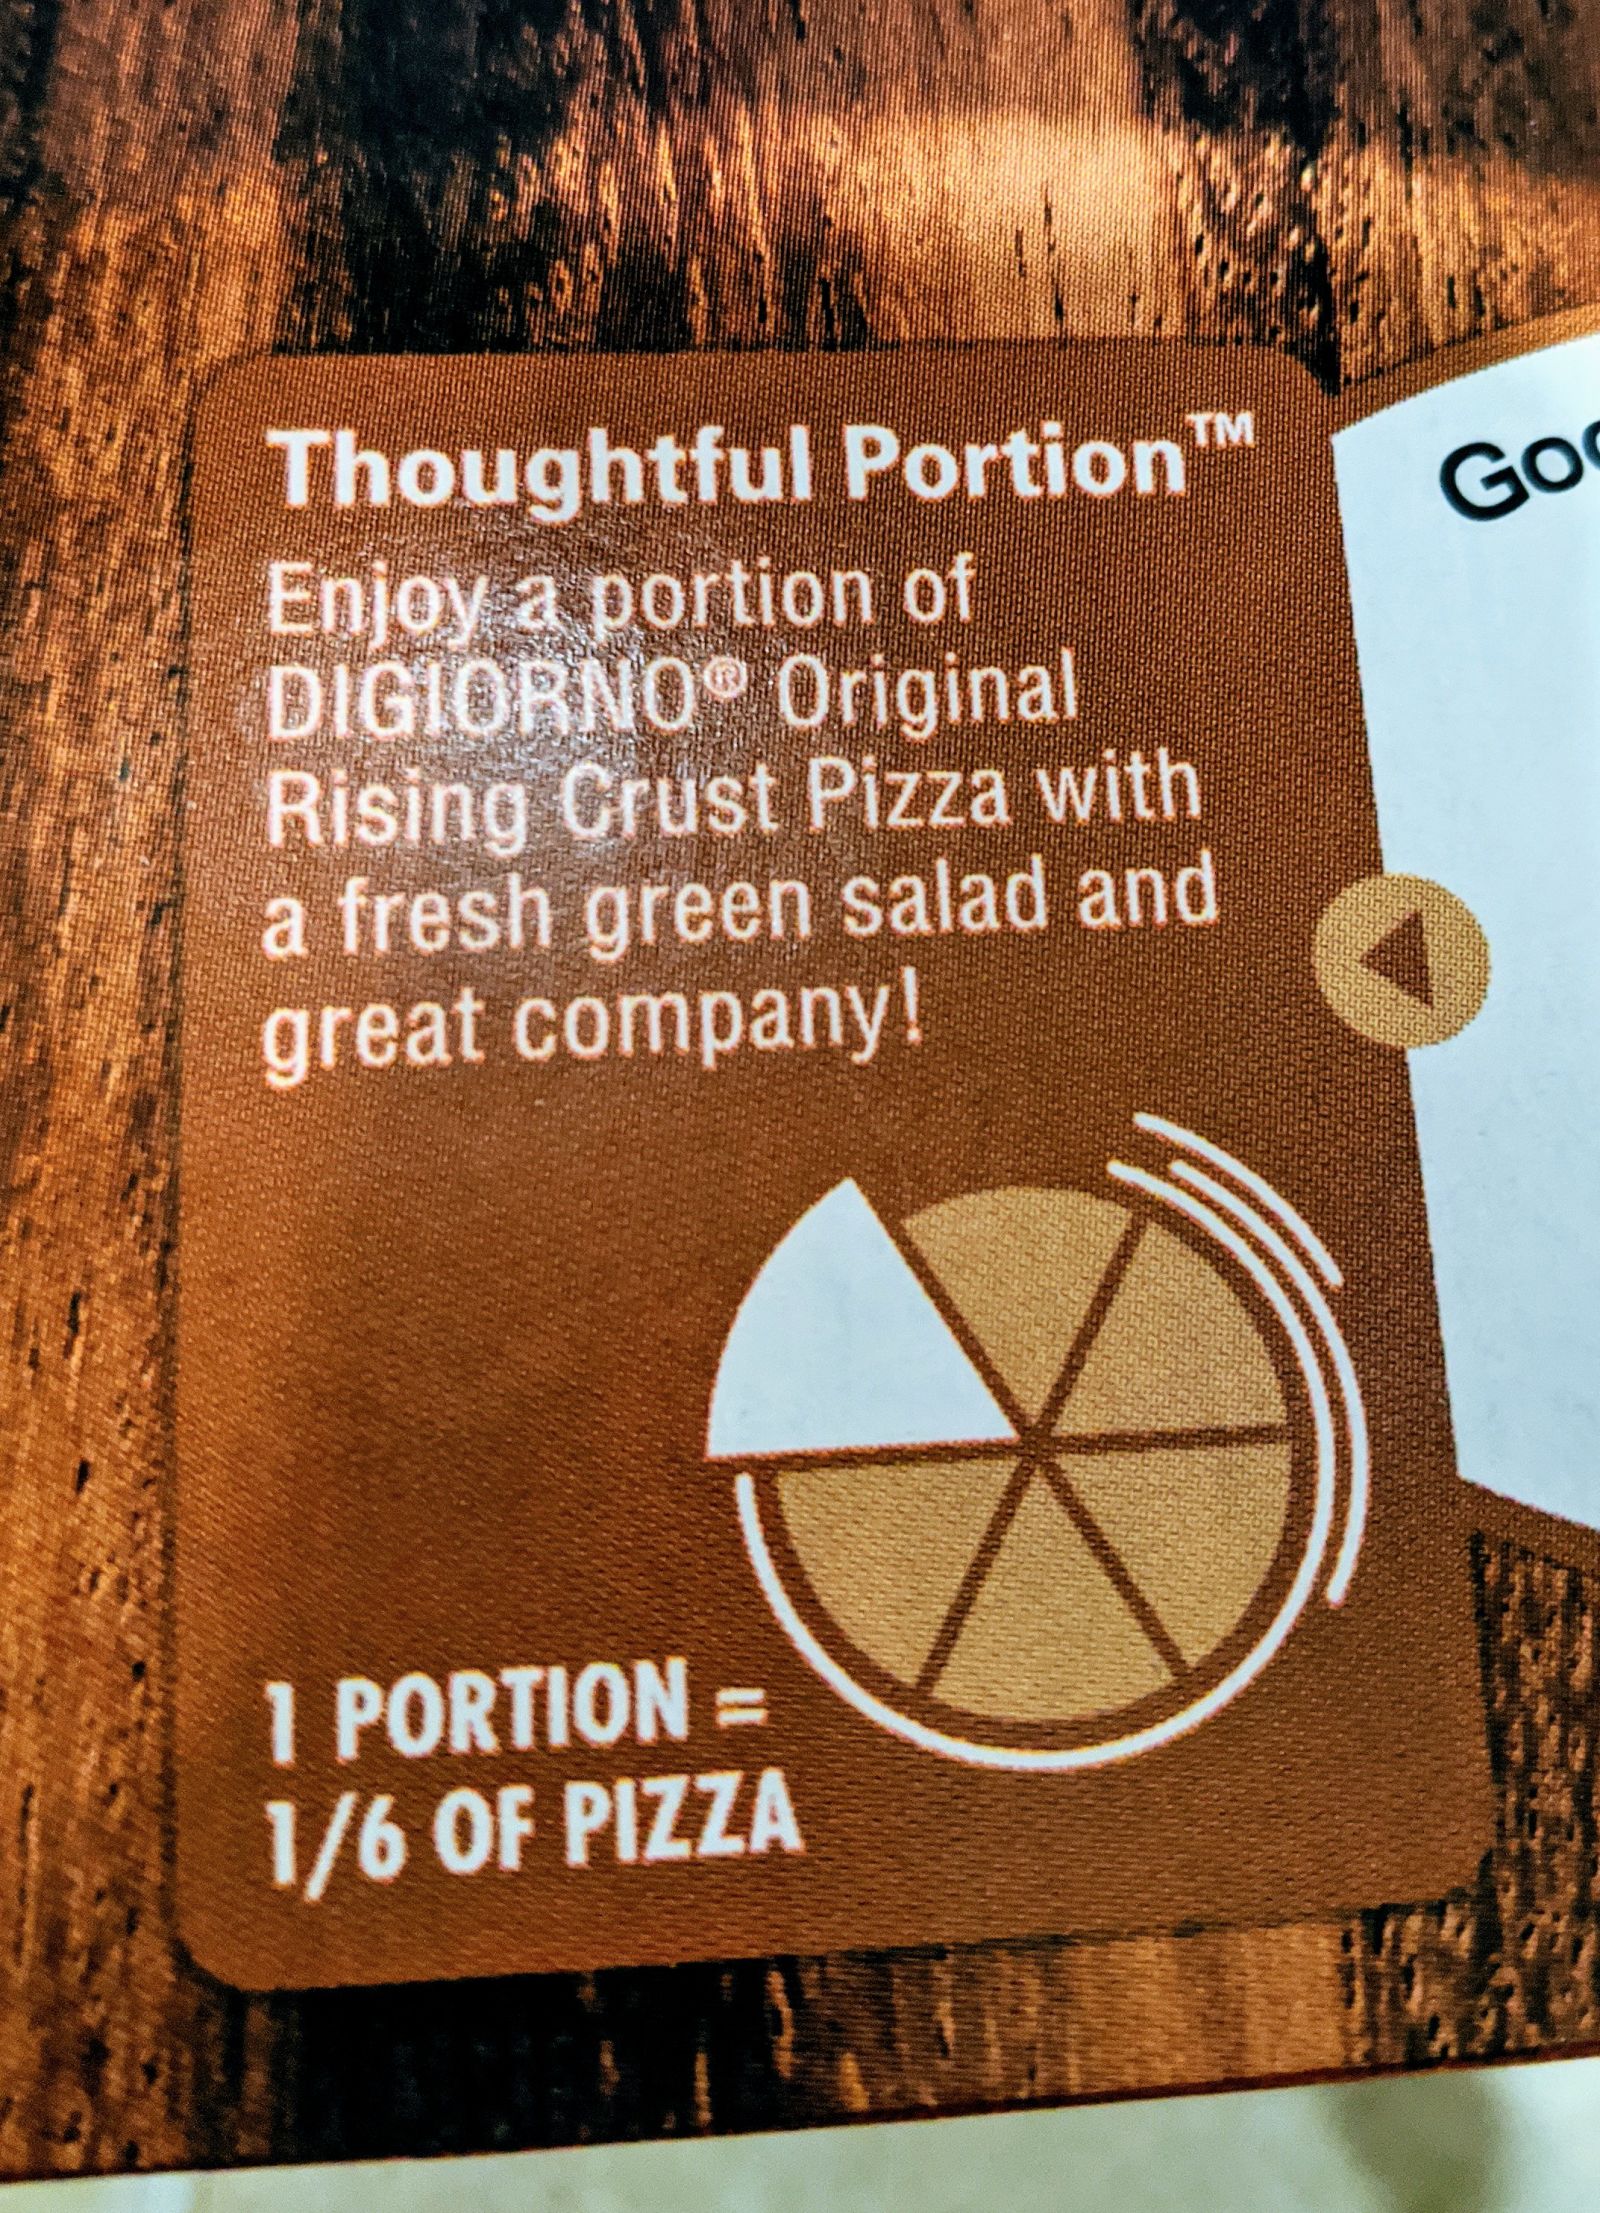 Thoughtful Portion™
Enjoy a portion of
DIGIORNO® Original
Rising Crust Pizza with
a fresh green salad and
great company!
1 PORTION =
1/6 OF PIZZA